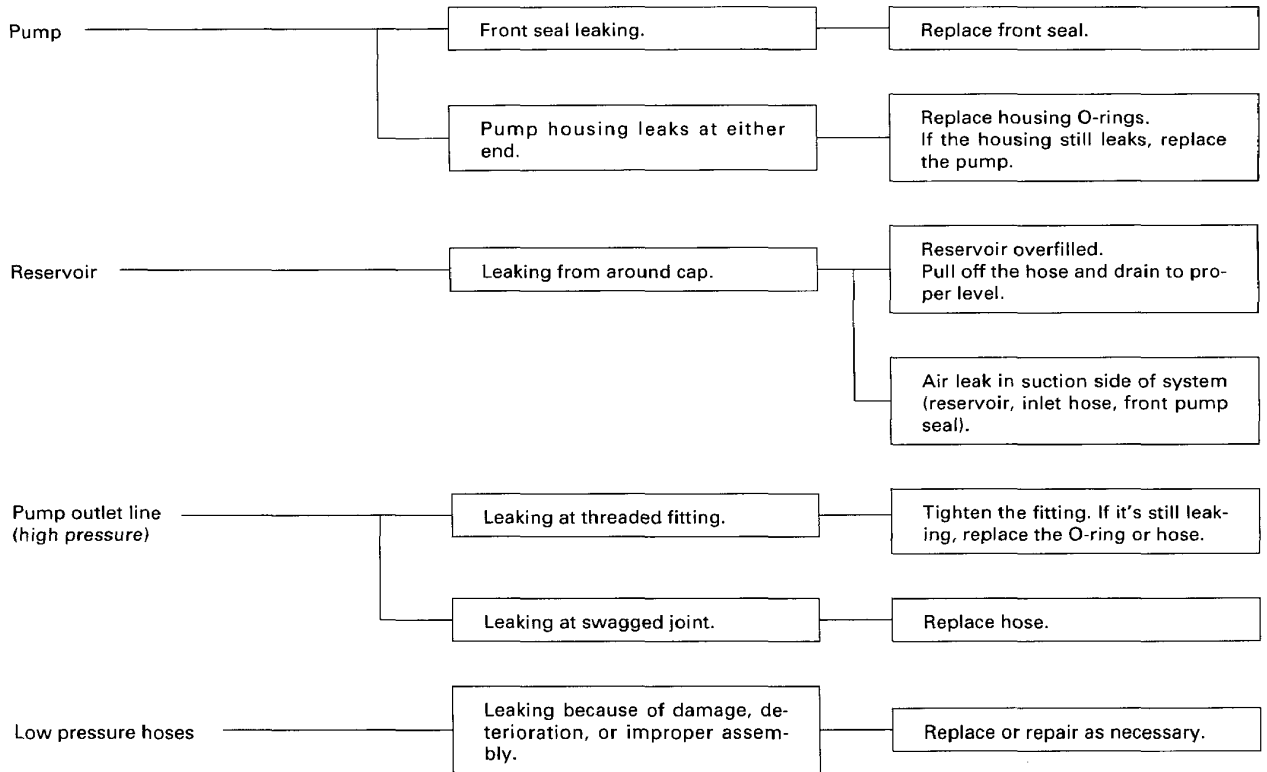 Pump
Front seal leaking.
Replace front seal.
Pump housing leaks at either
end.
Replace housing O-rings.
If the housing still leaks, replace
the pump.
Reservoir
Leaking from around cap.
Reservoir overfilled.
Pull off the hose and drain to pro-
per level.
Air leak in suction side of system
(reservoir, inlet hose, front pump
seal).
Pump outlet line
(high pressure)
Leaking at threaded fitting.
Tighten the fitting. If it's still leak-
ing, replace the O-ring or hose.
Leaking at swagged joint.
Replace hose.
Low pressure hoses
Leaking because of damage, de-
terioration, or improper assem-
bly.
Replace or repair as necessary.